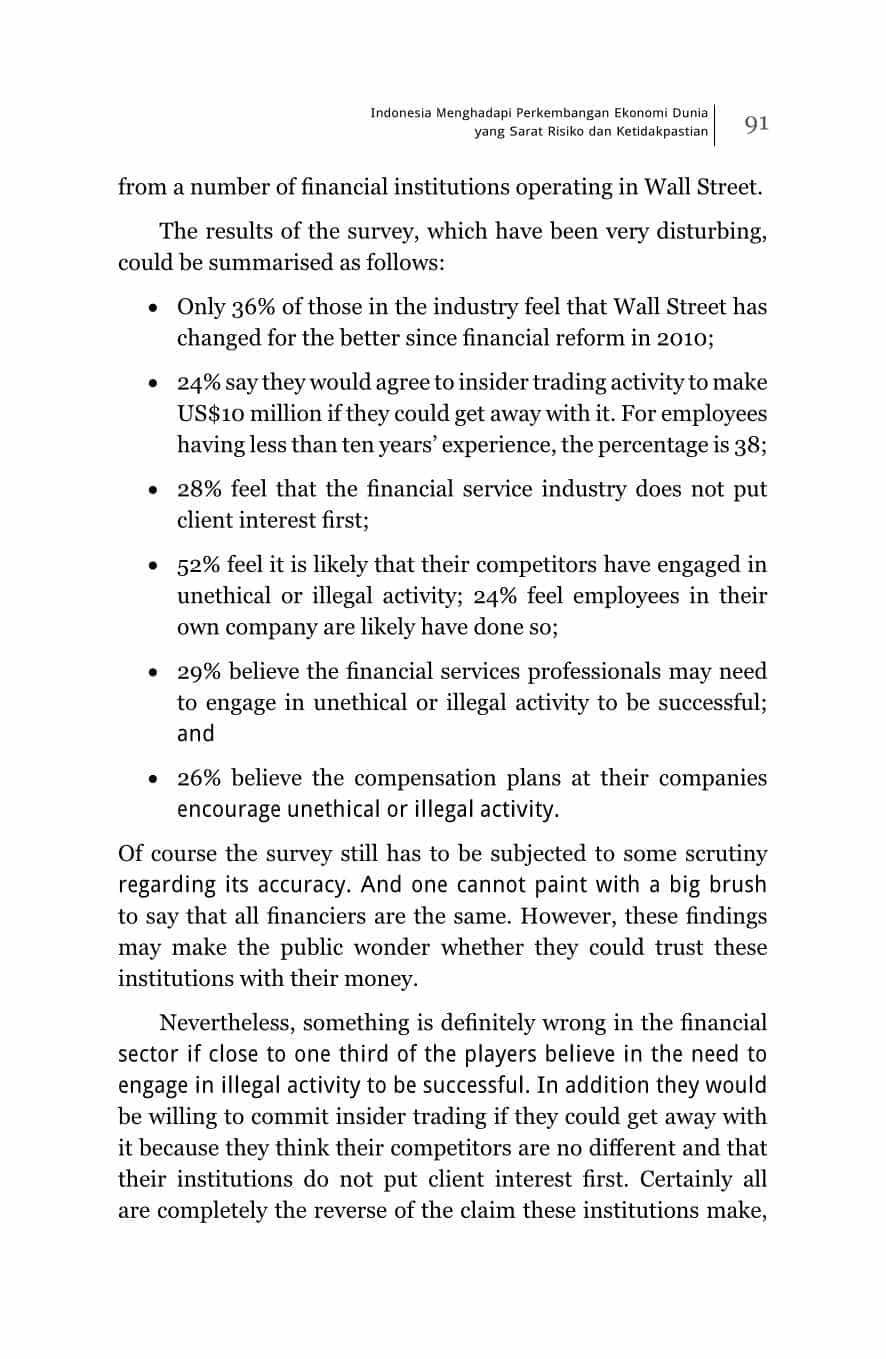 Indonesia Menghadapi Perkembangan Ekonomi Dunia
yang Sarat Risiko dan Ketidakpastian
91
from a number of financial institutions operating in Wall Street.
The results of the survey, which have been very disturbing,
could be summarised as follows:
• Only 36% of those in the industry feel that Wall Street has
changed for the better since financial reform in 2010;
• 24% say they would agree to insider trading activity to make
US$10 million if they could get away with it. For employees
having less than ten years’ experience, the percentage is 38;
• 28% feel that the financial service industry does not put
client interest first;
• 52% feel it is likely that their competitors have engaged in
unethical or illegal activity; 24% feel employees in their
own company are likely have done so;
• 29% believe the financial services professionals may need
to engage in unethical or illegal activity to be successful;
and
• 26% believe the compensation plans at their companies
encourage unethical or illegal activity.
Of course the survey still has to be subjected to some scrutiny
regarding its accuracy. And one cannot paint with a big brush
to say that all financiers are the same. However, these findings
may make the public wonder whether they could trust these
institutions with their money.
Nevertheless, something is definitely wrong in the financial
sector if close to one third of the players believe in the need to
engage in illegal activity to be successful. In addition they would
be willing to commit insider trading if they could get away with
it because they think their competitors are no different and that
their institutions do not put client interest first. Certainly all
are completely the reverse of the claim these institutions make,